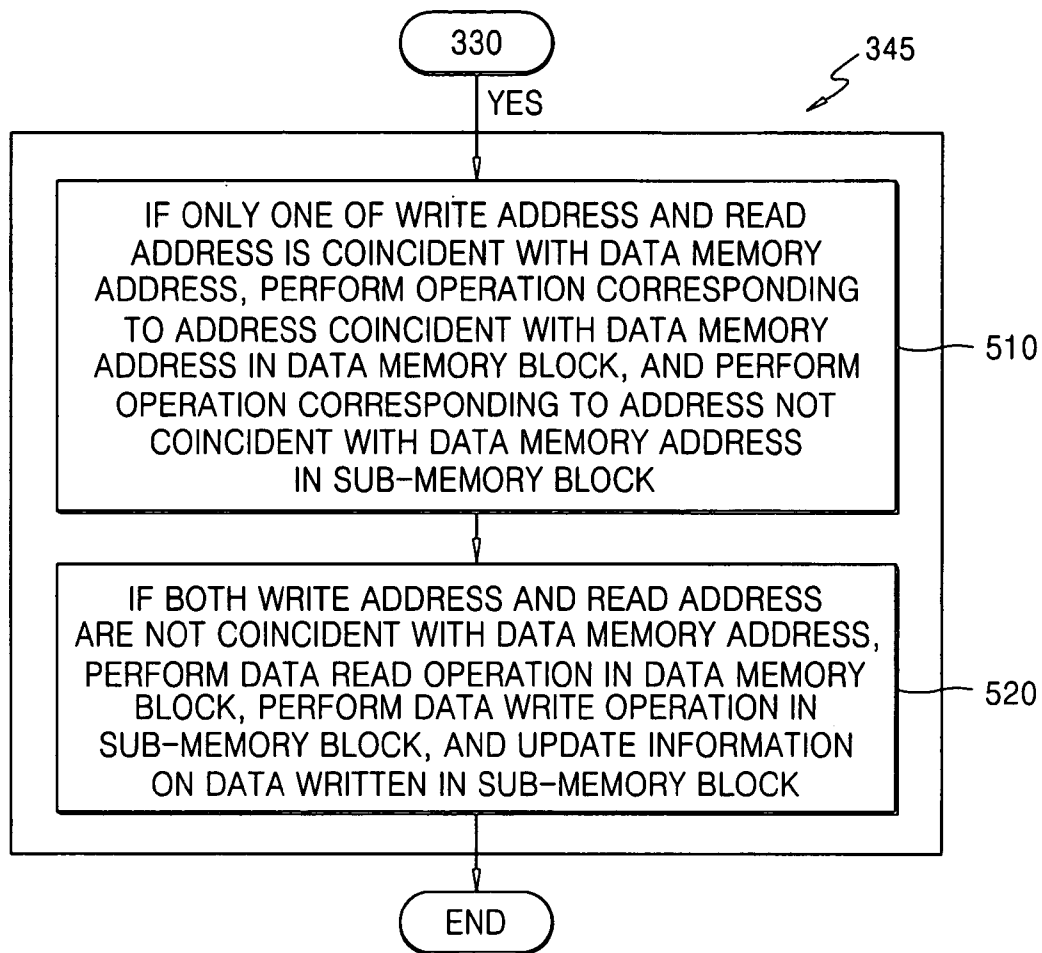 330
345
YES
IF ONLY ONE OF WRITE ADDRESS AND READ
ADDRESS IS COINCIDENT WITH DATA MEMORY
ADDRESS, PERFORM OPERATION CORRESPONDING
TO ADDRESS COINCIDENT WITH DATA MEMORY
ADDRESS IN DATA MEMORY BLOCK, AND PERFORM
OPERATION CORRESPONDING TO ADDRESS NOT
COINCIDENT WITH DATA MEMORY ADDRESS
IN SUB-MEMORY BLOCK
510
IF BOTH WRITE ADDRESS AND READ ADDRESS
ARE NOT COINCIDENT WITH DATA MEMORY ADDRESS,
PERFORM DATA READ OPERATION IN DATA MEMORY
BLOCK, PERFORM DATA WRITE OPERATION IN
SUB-MEMORY BLOCK, AND UPDATE INFORMATION
ON DATA WRITTEN IN SUB-MEMORY BLOCK
520
END